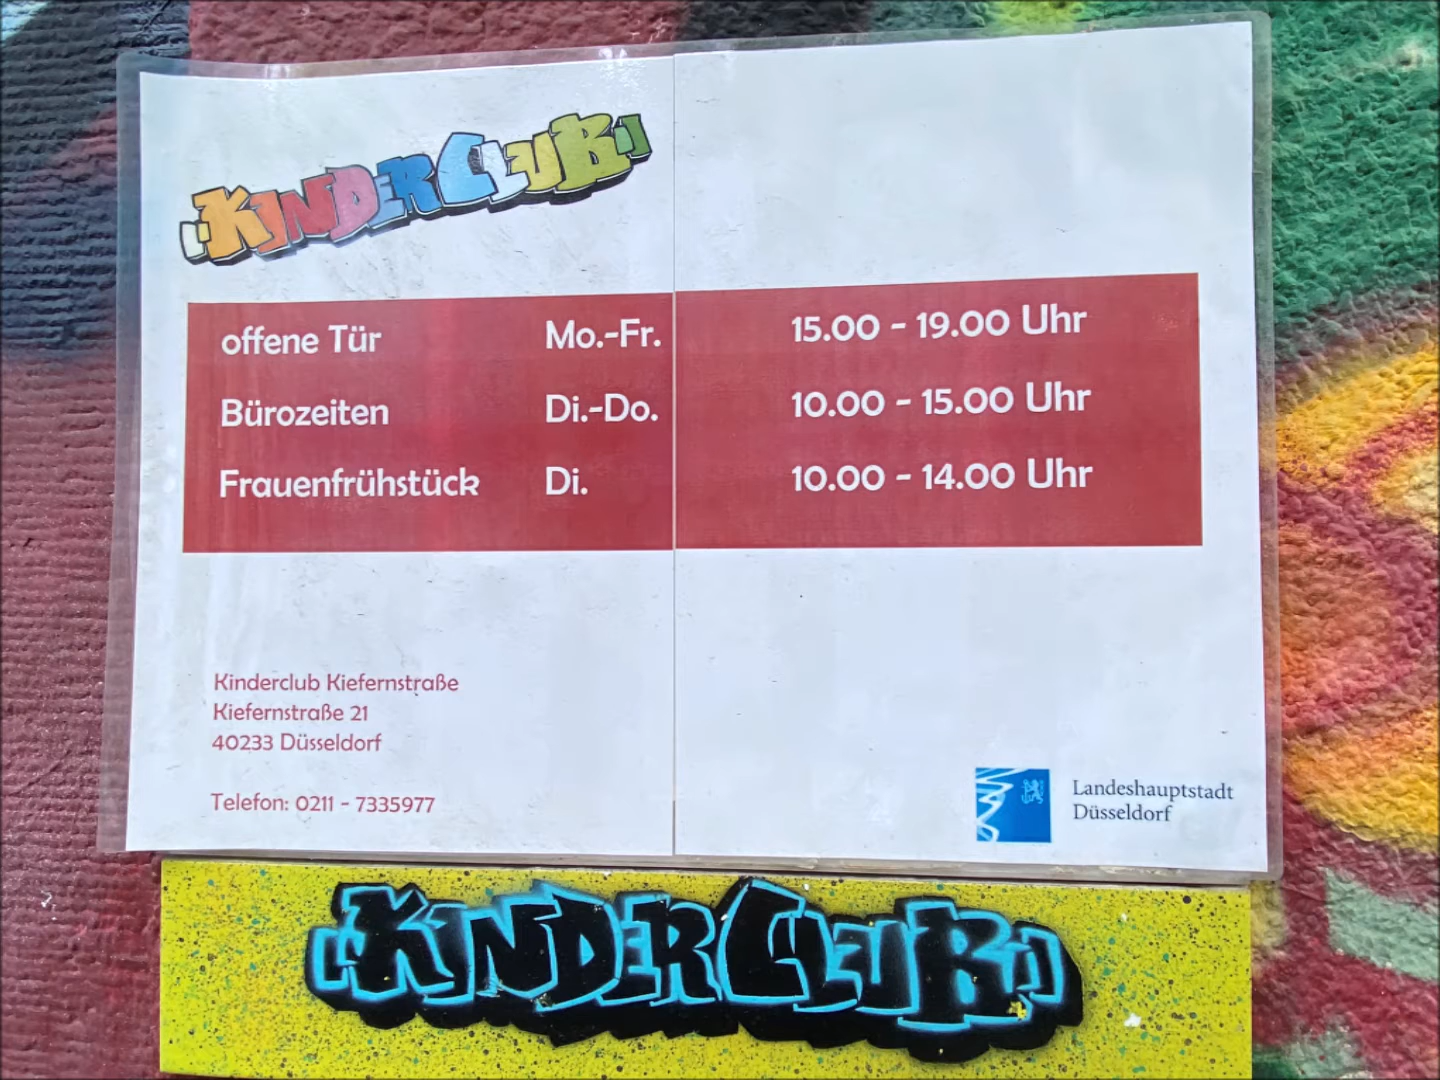 KINDERCLUB
offene Tür Mo.-Fr. 15.00 - 19.00 Uhr
Bürozeiten Di.-Do. 10.00 - 15.00 Uhr
Frauenfrühstück Di. 10.00 - 14.00 Uhr
Kinderclub Kiefernstraße
Kiefernstraße 21
40233 Düsseldorf
Telefon: 0211 - 7335977
Landeshauptstadt
Düsseldorf
KINDERCLUB